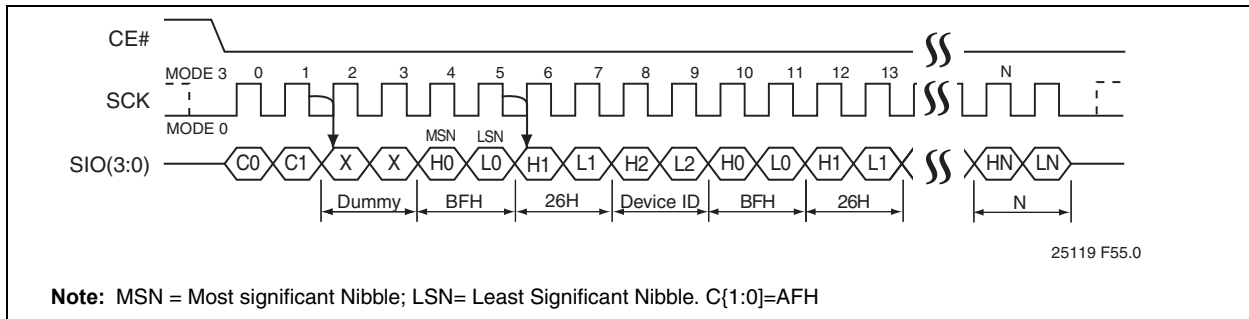 CE#
MODE 3 0 1 2 3 4 5 6 7 8 9 10 11 12 13 N
SCK
MODE 0
MSN LSN
SIO(3:0) C0 C1 X X H0 L0 H1 L1 H2 L2 H0 L0 H1 L1 HN LN
Dummy BFH 26H Device ID BFH 26H N
25119 F55.0
Note: MSN = Most significant Nibble; LSN= Least Significant Nibble. C{1:0]=AFH